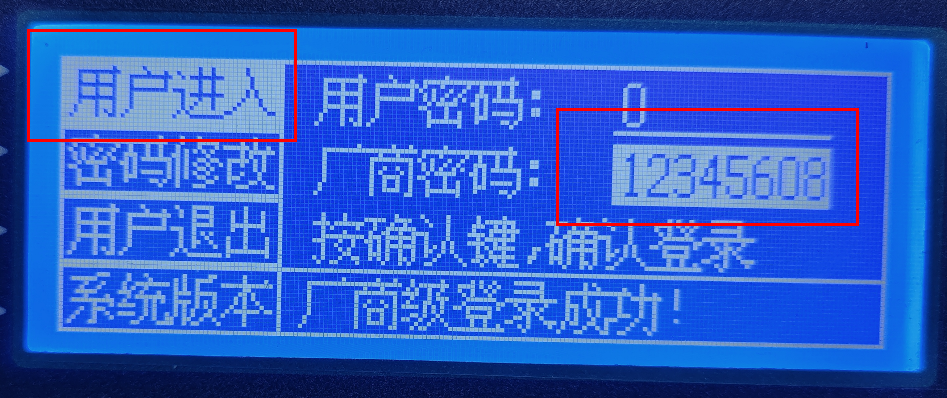 用户进入
密码修改
用户退出
系统版本
用户密码: 0
厂商密码: 12345608
按确认键,确认登录
厂商级登录成功!